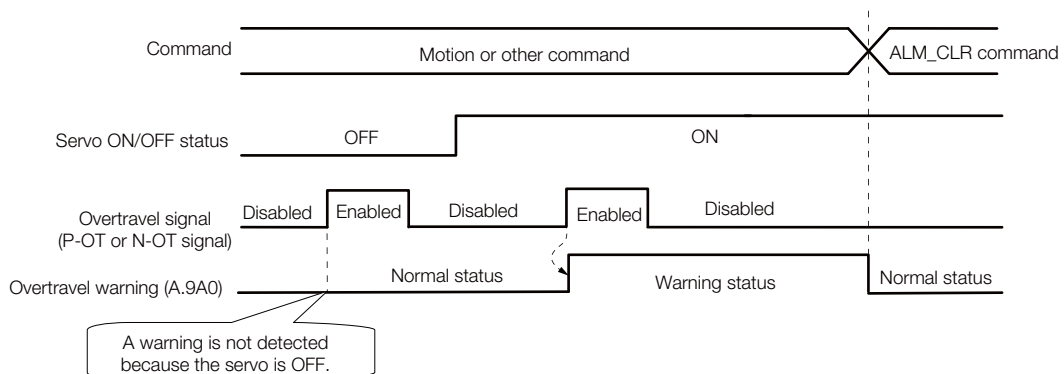 Command
Motion or other command
ALM_CLR command
Servo ON/OFF status
OFF
ON
Overtravel signal
(P-OT or N-OT signal)
Disabled
Enabled
Disabled
Enabled
Disabled
Overtravel warning (A.9A0)
Normal status
Warning status
Normal status
A warning is not detected
because the servo is OFF.